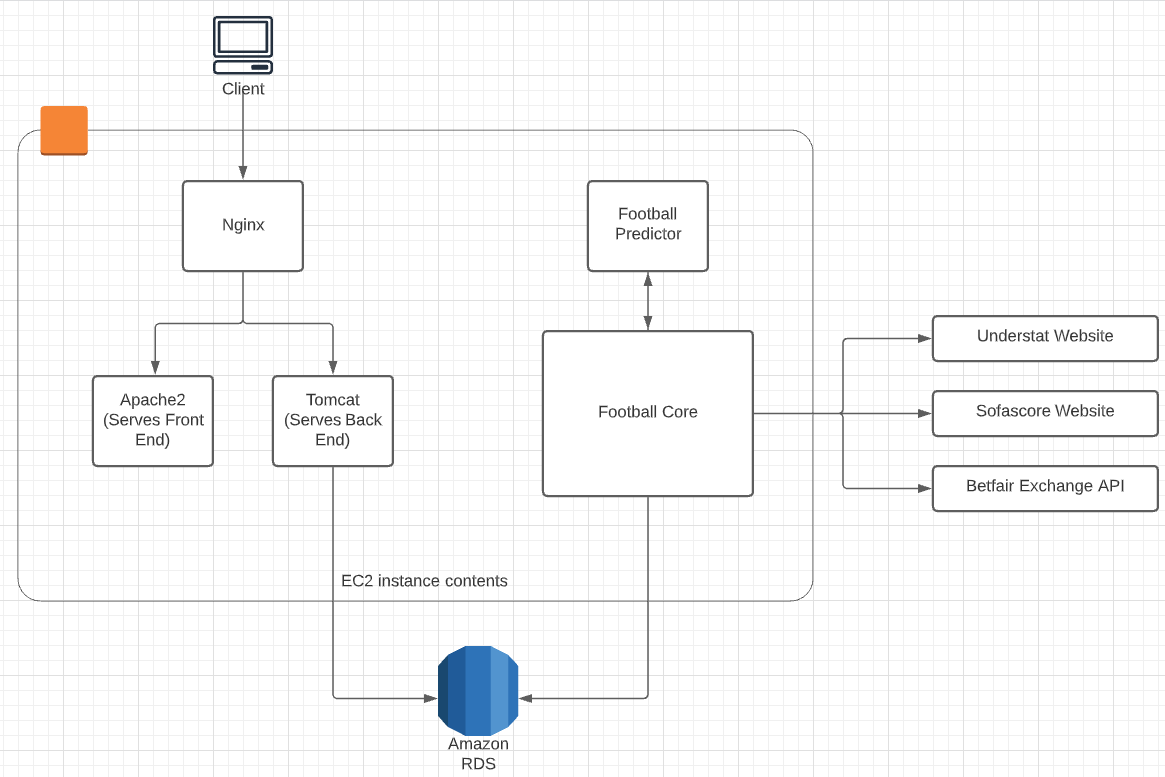 Client
Nginx
Football
Predictor
Apache2
(Serves Front
End)
Tomcat
(Serves Back
End)
Football Core
Understat Website
Sofascore Website
Betfair Exchange API
EC2 instance contents
Amazon
RDS